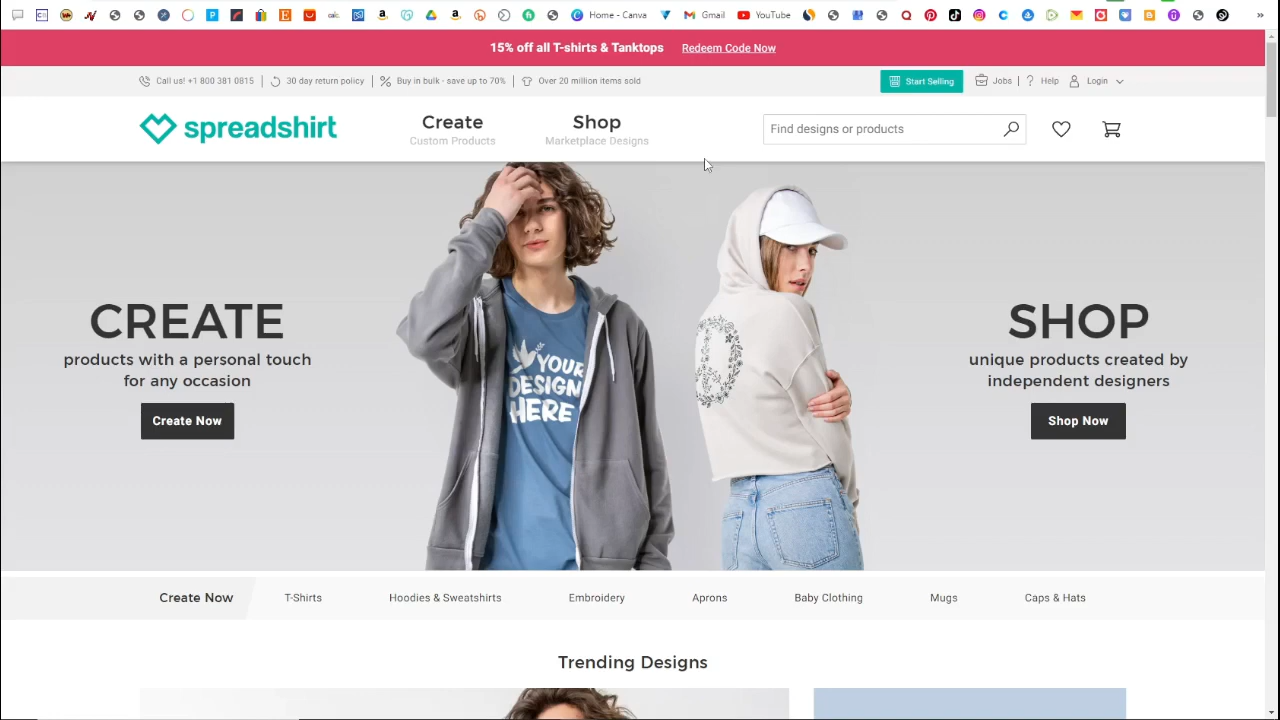 Home - Canva
Gmail
YouTube
»
15% off all T-shirts & Tanktops Redeem Code Now
Call us! +1 800 381 0815 | 30 day return policy | Buy in bulk - save up to 70% | Over 20 million items sold
Start Selling Jobs | Help Login
spreadshirt
Create
Custom Products
Shop
Marketplace Designs
Find designs or products
CREATE
products with a personal touch
for any occasion
Create Now
YOUR
DESIGN
HERE
SHOP
unique products created by
independent designers
Shop Now
Create Now T-Shirts Hoodies & Sweatshirts Embroidery Aprons Baby Clothing Mugs Caps & Hats
Trending Designs